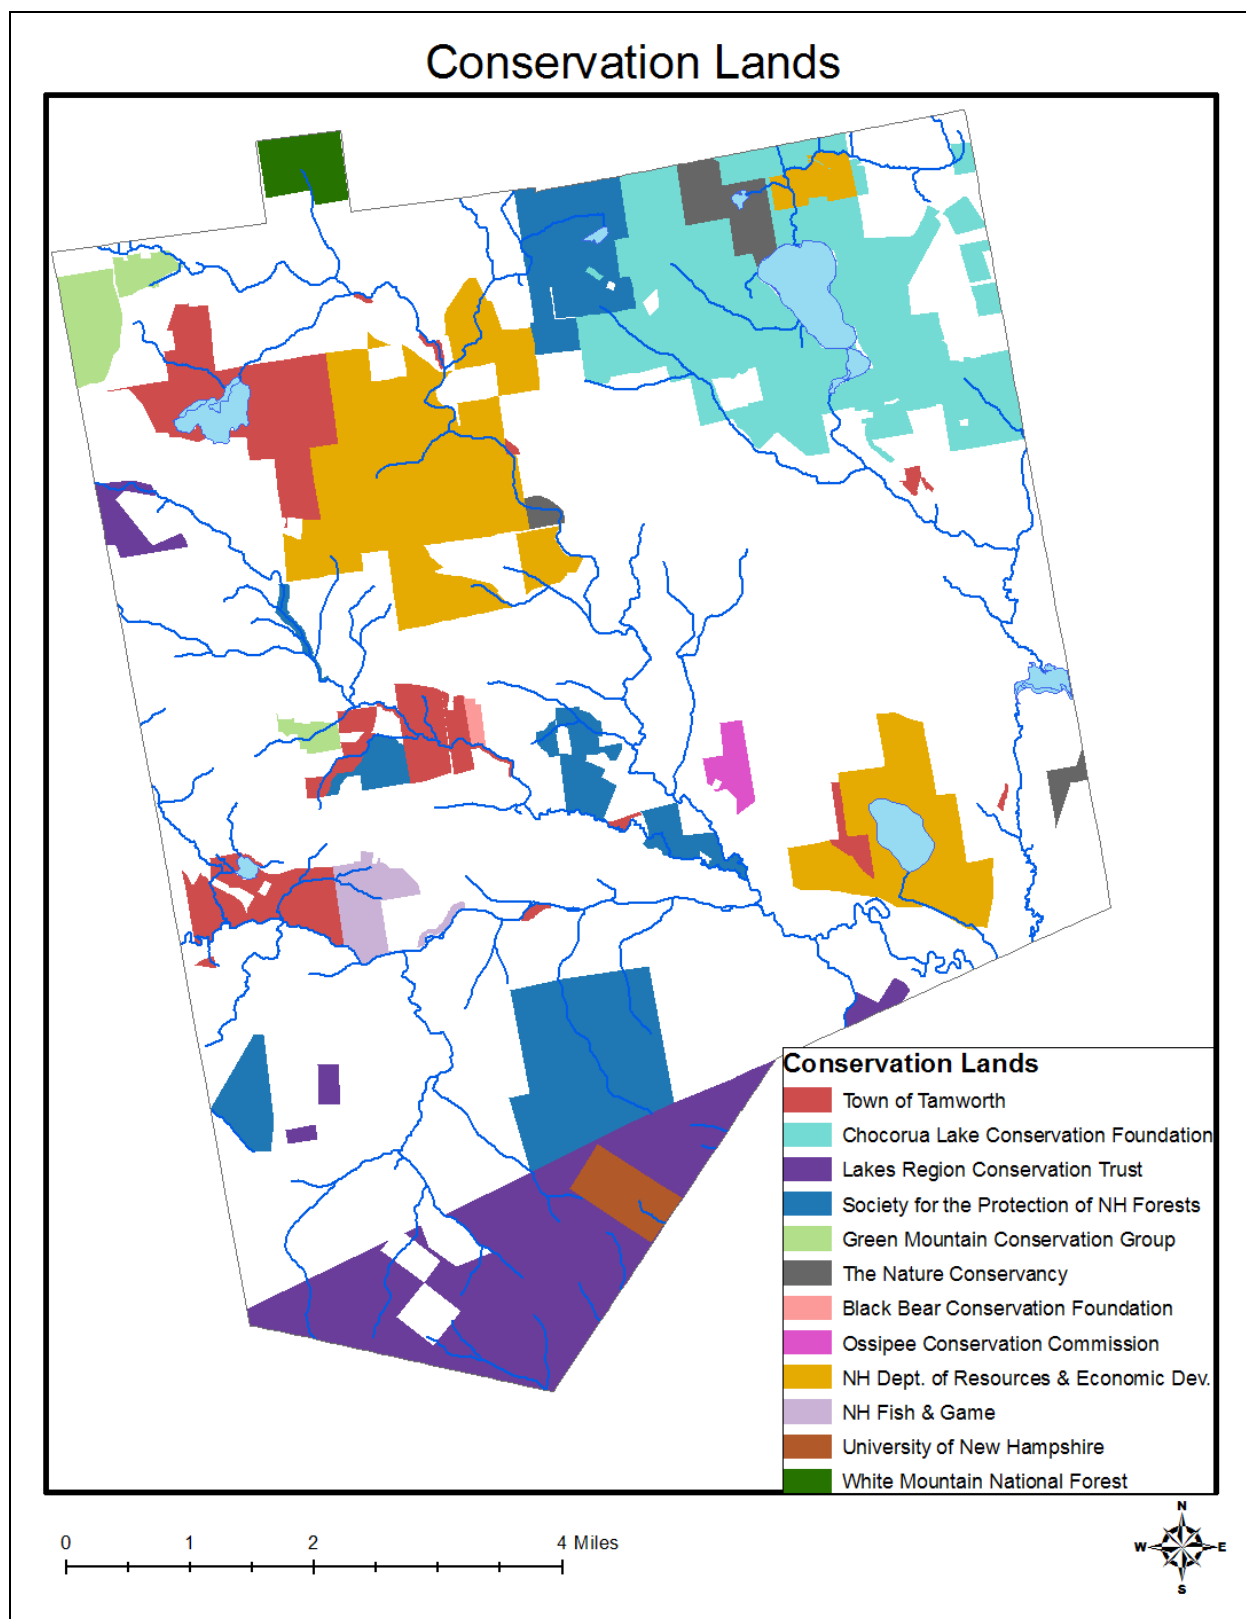 Conservation Lands
Conservation Lands
Town of Tamworth
Chocorua Lake Conservation Foundation
Lakes Region Conservation Trust
Society for the Protection of NH Forests
Green Mountain Conservation Group
The Nature Conservancy
Black Bear Conservation Foundation
Ossipee Conservation Commission
NH Dept. of Resources & Economic Dev.
NH Fish & Game
University of New Hampshire
White Mountain National Forest
0 1 2 4 Miles
N
W E
S